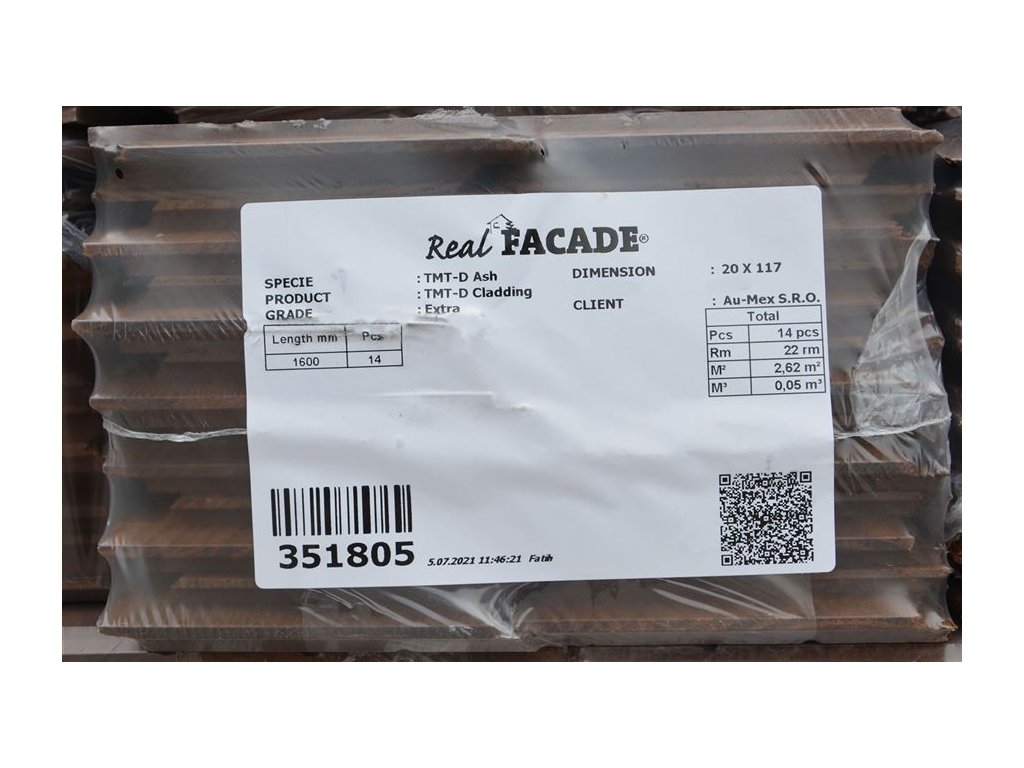 Real FACADE®
SPECIE : TMT-D Ash DIMENSION : 20 X 117
PRODUCT : TMT-D Cladding
GRADE : Extra CLIENT : Au-Mex S.R.O.
Length mm Pcs
1600 14
Total
Pcs 14 pcs
Rm 22 rm
M² 2,62 m²
M³ 0,05 m³
351805 5.07.2021 11:46:21 Fatih